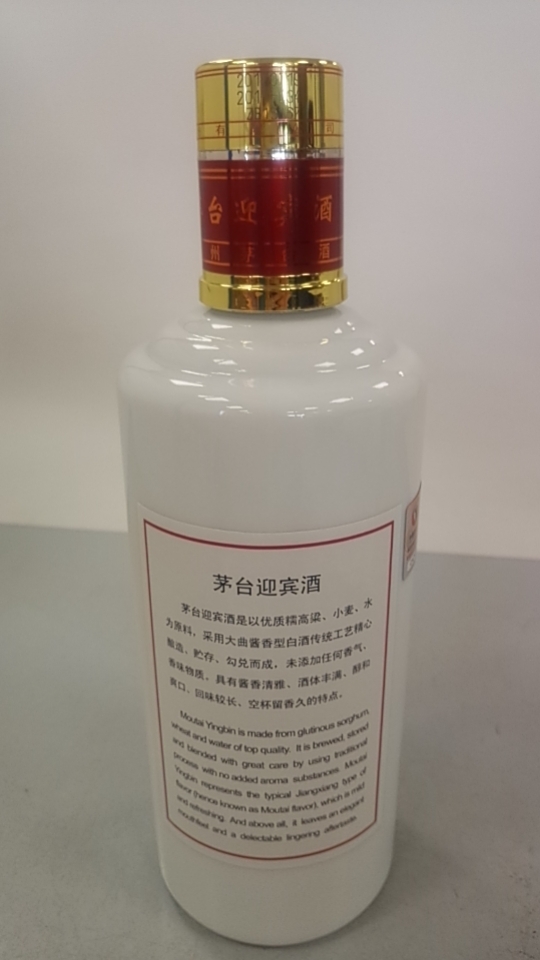 有 司
台迎宾酒
州 酒
茅台迎宾酒
茅台迎宾酒是以优质糯高粱、小麦、水
为原料，采用大曲酱香型白酒传统工艺精心
酿造、贮存、勾兑而成，未添加任何香气、
香味物质。具有酱香清雅、酒体丰满、醇和
爽口、回味较长、空杯留香久的特点。
Moutai Yingbin is made from glutinous sorghum,
wheat and water of top quality. It is brewed, stored
and blended with great care by using traditional
process with no added aroma substances. Moutai
Yingbin represents the typical Jiangxiang type of
flavor (hence known as Moutai flavor), which is mild
and refreshing. And above all, it leaves an elegant
mouthfeel and a delectable lingering aftertaste.